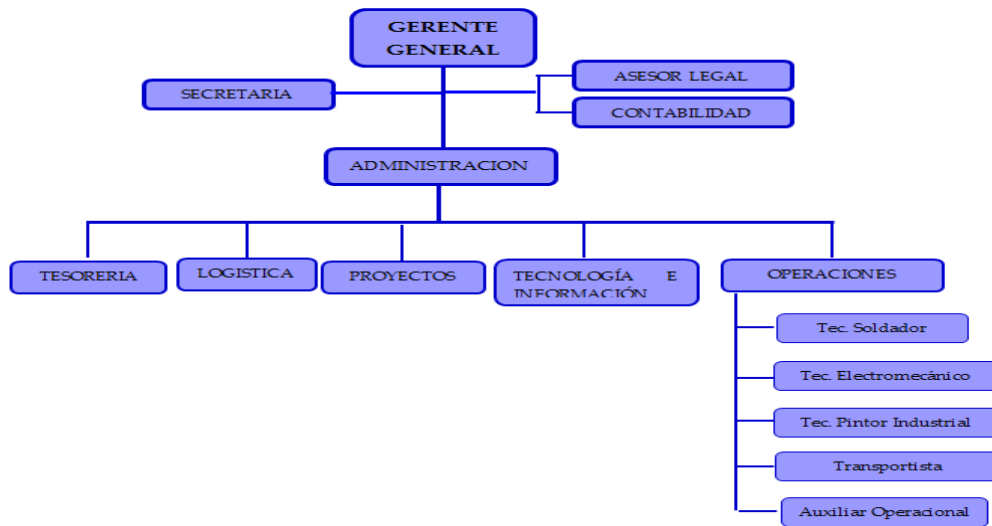 GERENTE
GENERAL
SECRETARIA
ASESOR LEGAL
CONTABILIDAD
ADMINISTRACION
TESORERIA
LOGISTICA
PROYECTOS
TECNOLOGÍA E
INFORMACIÓN
OPERACIONES
Tec. Soldador
Tec. Electromecánico
Tec. Pintor Industrial
Transportista
Auxiliar Operacional